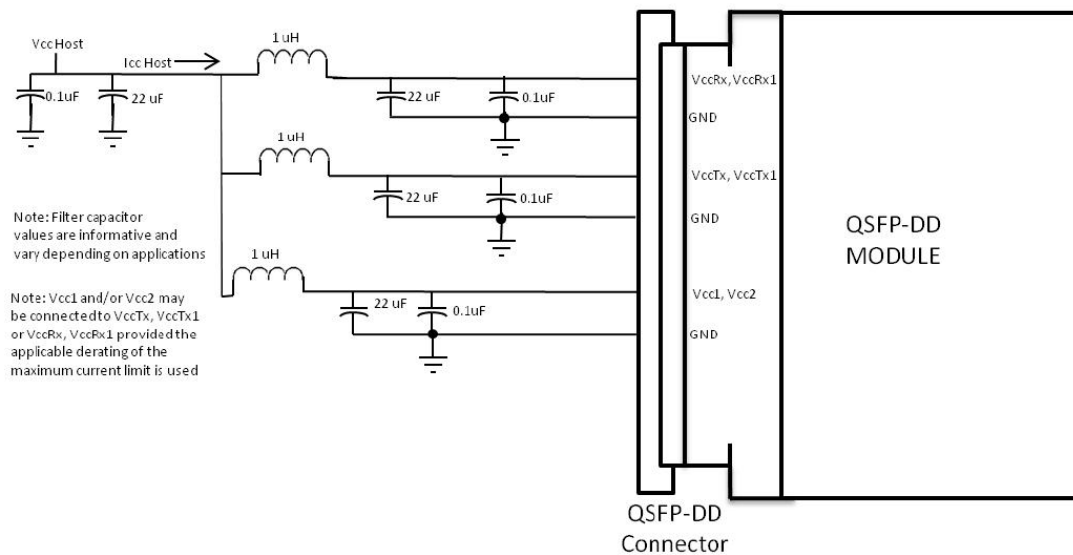 Vcc Host
Icc Host
0.1uF
22 uF
1 uH
22 uF
0.1uF
VccRx, VccRx1
GND
1 uH
22 uF
0.1uF
VccTx, VccTx1
GND
Note: Filter capacitor
values are informative and
vary depending on applications
1 uH
22 uF
0.1uF
Vcc1, Vcc2
GND
Note: Vcc1 and/or Vcc2 may
be connected to VccTx, VccTx1
or VccRx, VccRx1 provided the
applicable derating of the
maximum current limit is used
QSFP-DD
MODULE
QSFP-DD
Connector